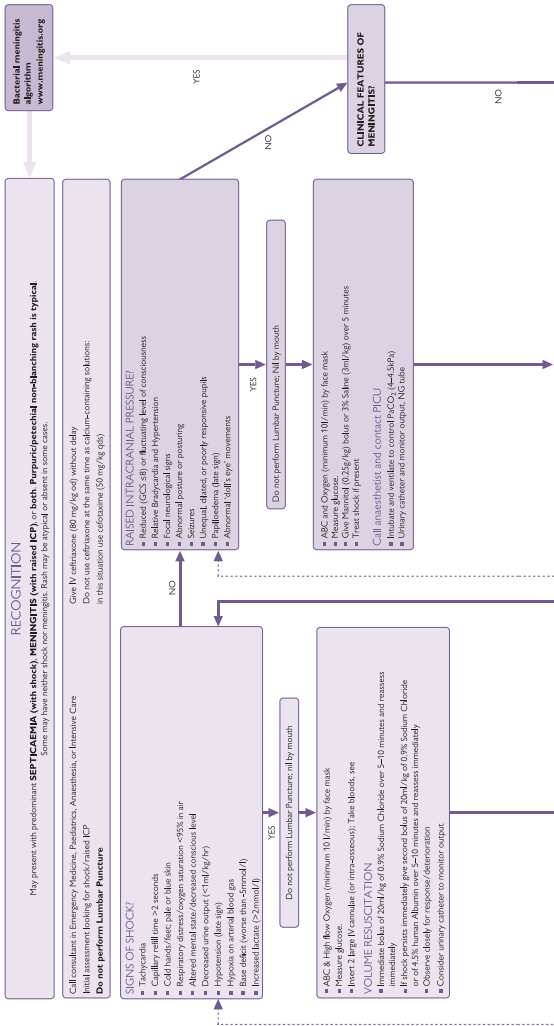 RECOGNITION
May present with predominant SEPTICAEMIA (with shock), MENINGITIS (with raised ICP), or both. Purpuric/petechial non-blanching rash is typical.
Some may have neither shock nor meningitis. Rash may be atypical or absent in some cases.
Bacterial meningitis
algorithm
www.meningitis.org
Call consultant in Emergency Medicine, Paediatrics, Anaesthesia, or Intensive Care
Initial assessment looking for shock/raised ICP
Do not perform Lumbar Puncture
Give IV ceftriaxone (80 mg/kg od) without delay
Do not use ceftriaxone at the same time as calcium-containing solutions:
in this situation use cefotaxime (50 mg/kg qds)
SIGNS OF SHOCK?
▪ Tachycardia
▪ Capillary refill time >2 seconds
▪ Cold hands/feet; pale or blue skin
▪ Respiratory distress/oxygen saturation <95% in air
▪ Altered mental state/decreased conscious level
▪ Decreased urine output (<1ml/kg/hr)
▪ Hypotension (late sign)
▪ Hypoxia on arterial blood gas
▪ Base deficit (worse than -5mmol/l)
▪ Increased lactate (>2mmol/l)
NO
RAISED INTRACRANIAL PRESSURE?
▪ Reduced (GCS ≤8) or fluctuating level of consciousness
▪ Relative Bradycardia and Hypertension
▪ Focal neurological signs
▪ Abnormal posture or posturing
▪ Seizures
▪ Unequal, dilated, or poorly responsive pupils
▪ Papilloedema (late sign)
▪ Abnormal 'doll's eye' movements
NO
YES
CLINICAL FEATURES OF
MENINGITIS?
NO
YES
Do not perform Lumbar Puncture; nil by mouth
YES
Do not perform Lumbar Puncture; Nil by mouth
▪ ABC & High flow Oxygen (minimum 10 l/min) by face mask
▪ Measure glucose.
▪ Insert 2 large IV cannulae (or intra-osseous): Take bloods, see
VOLUME RESUSCITATION
▪ Immediate bolus of 20ml/kg of 0.9% Sodium Chloride over 5–10 minutes and reassess
immediately
▪ If shock persists immediately give second bolus of 20ml/kg of 0.9% Sodium Chloride
or of 4.5% human Albumin over 5–10 minutes and reassess immediately
▪ Observe closely for response/deterioration
▪ Consider urinary catheter to monitor output
▪ ABC and Oxygen (minimum 10l/min) by face mask
▪ Measure glucose.
▪ Give Mannitol (0.25g/kg) bolus or 3% Saline (3ml/kg) over 5 minutes
▪ Treat shock if present
Call anaesthetist and contact PICU
▪ Intubate and ventilate to control PaCO₂ (4–4.5kPa)
▪ Urinary catheter and monitor output, NG tube